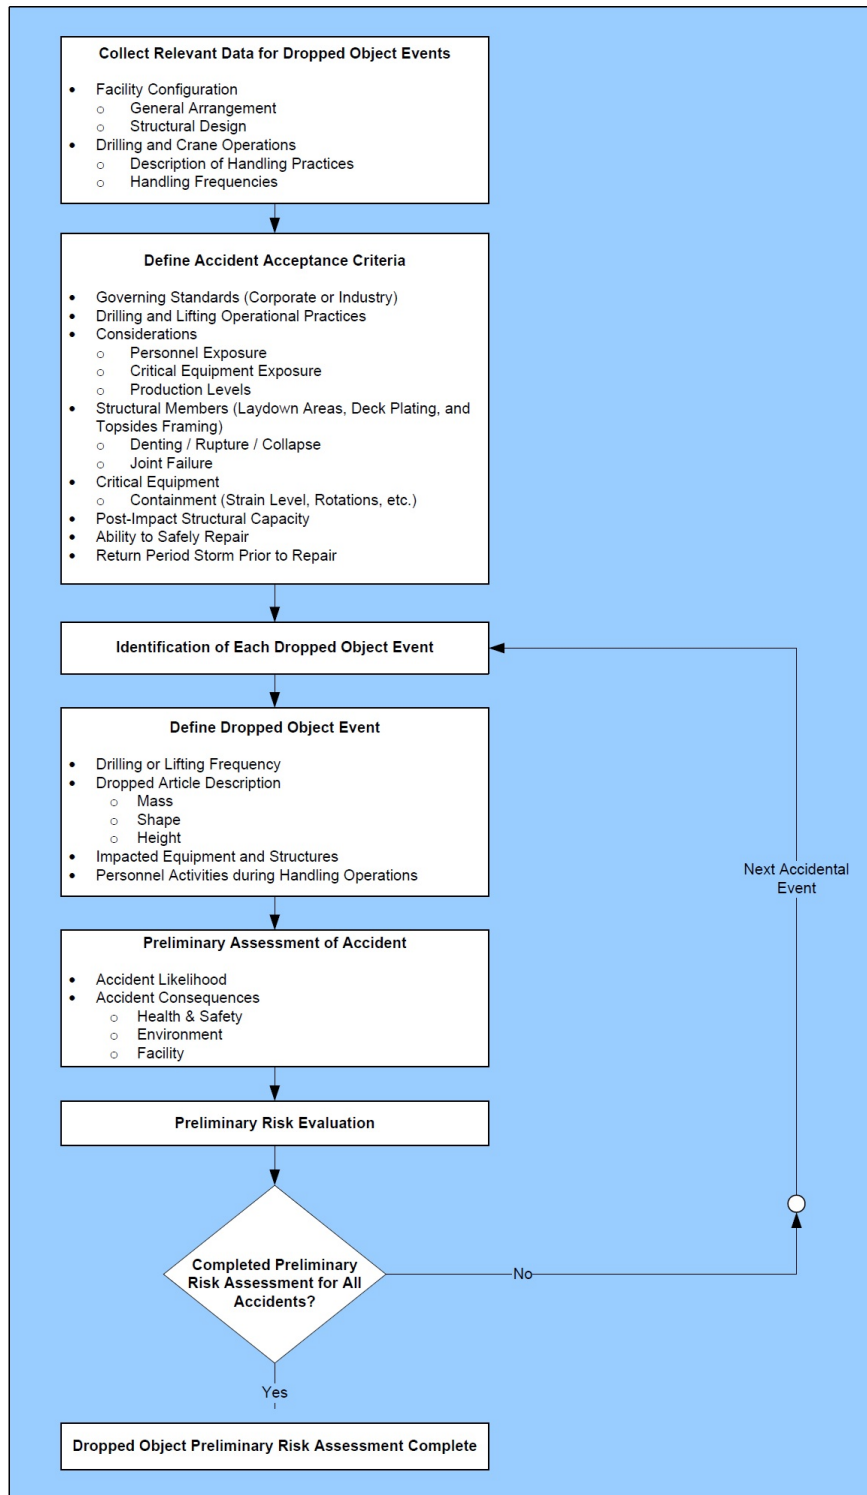 Collect Relevant Data for Dropped Object Events
• Facility Configuration
o General Arrangement
o Structural Design
• Drilling and Crane Operations
o Description of Handling Practices
o Handling Frequencies
Define Accident Acceptance Criteria
• Governing Standards (Corporate or Industry)
• Drilling and Lifting Operational Practices
• Considerations
o Personnel Exposure
o Critical Equipment Exposure
o Production Levels
• Structural Members (Laydown Areas, Deck Plating, and
Topsides Framing)
o Denting / Rupture / Collapse
o Joint Failure
• Critical Equipment
o Containment (Strain Level, Rotations, etc.)
• Post-Impact Structural Capacity
• Ability to Safely Repair
• Return Period Storm Prior to Repair
Identification of Each Dropped Object Event
Define Dropped Object Event
• Drilling or Lifting Frequency
• Dropped Article Description
o Mass
o Shape
o Height
• Impacted Equipment and Structures
• Personnel Activities during Handling Operations
Next Accidental
Event
Preliminary Assessment of Accident
• Accident Likelihood
• Accident Consequences
o Health & Safety
o Environment
o Facility
Preliminary Risk Evaluation
Completed Preliminary
Risk Assessment for All
Accidents?
No
Yes
Dropped Object Preliminary Risk Assessment Complete